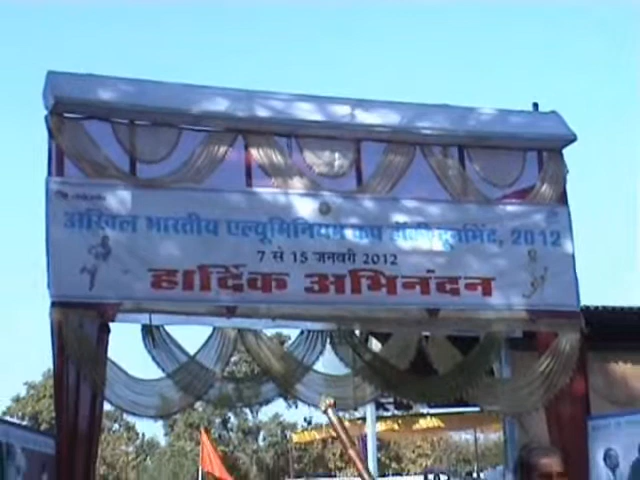 अखिल भारतीय एल्यूमिनियम कप हॉकी टूर्नामेंट, 2012
7 से 15 जनवरी 2012
हार्दिक अभिनंदन